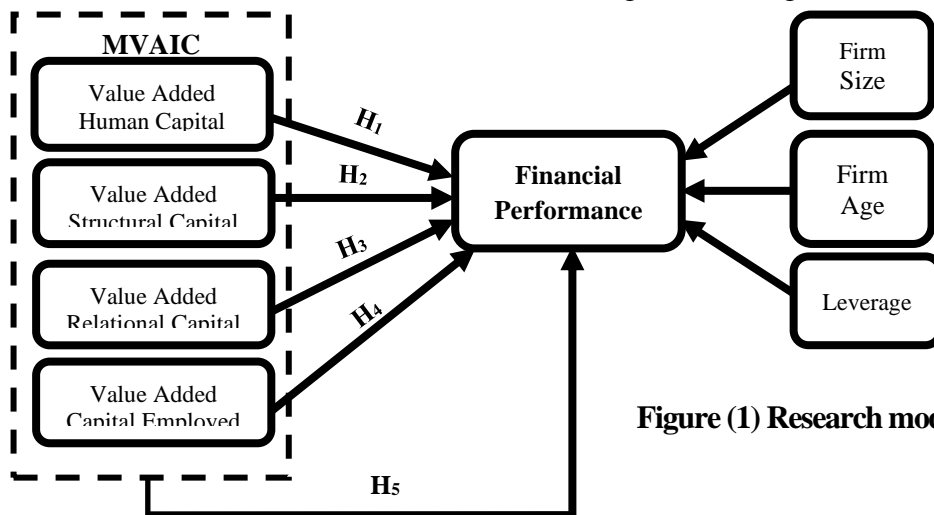 MVAIC
Value Added
Human Capital
Value Added
Structural Capital
Value Added
Relational Capital
Value Added
Capital Employed
H1
H2
H3
H4
H5
Financial
Performance
Firm
Size
Firm
Age
Leverage
Figure (1) Research